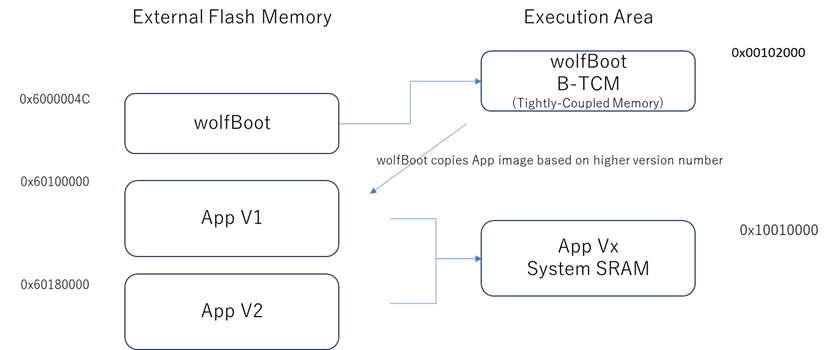 External Flash Memory
Execution Area
0x00102000
wolfBoot
B-TCM
(Tightly-Coupled Memory)
0x6000004C
wolfBoot
wolfBoot copies App image based on higher version number
0x60100000
App V1
0x10010000
App Vx
System SRAM
0x60180000
App V2